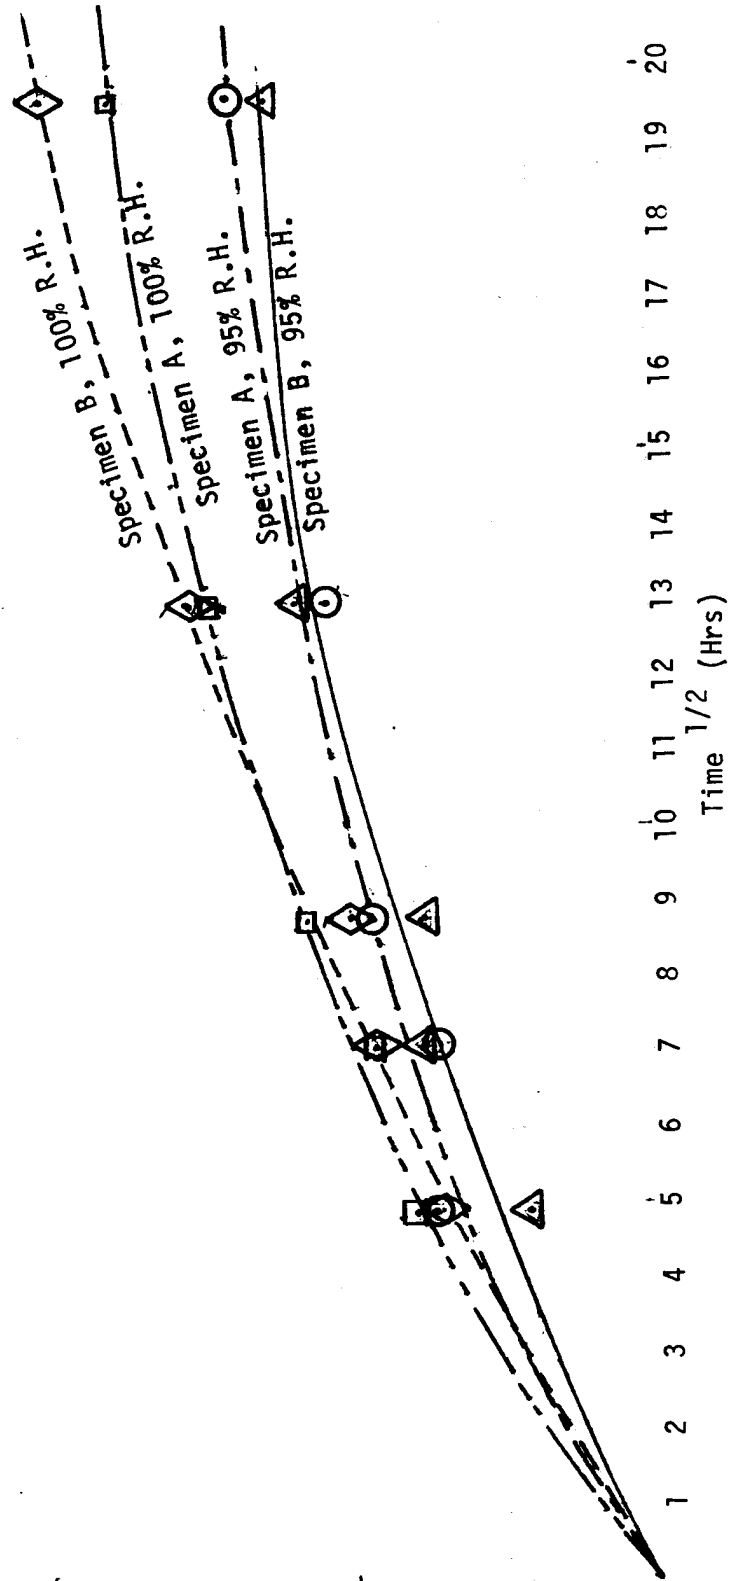 Specimen B, 100% R.H.
Specimen A, 100% R.H.
Specimen A, 95% R.H.
Specimen B, 95% R.H.
1 2 3 4 5 6 7 8 9 10 11 12 13 14 15 16 17 18 19 20
Time 1/2 (Hrs)